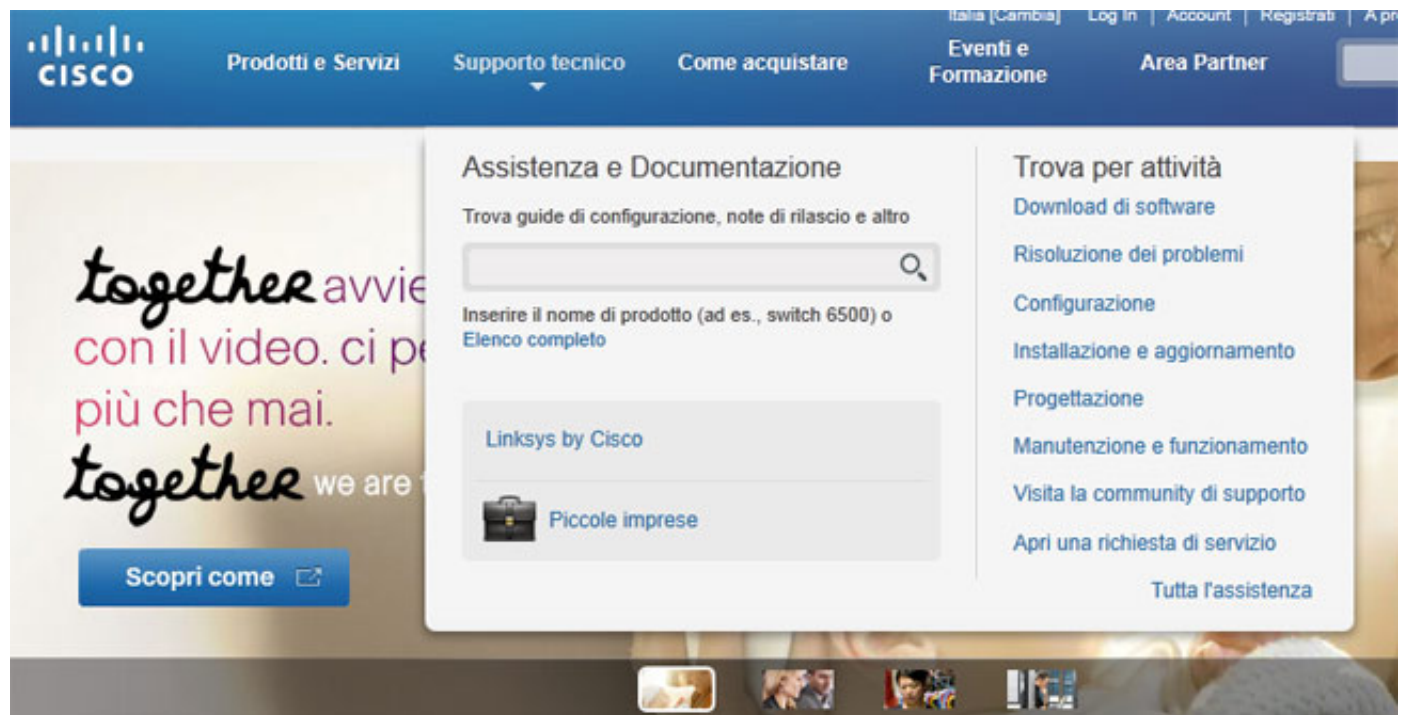 Italia [Cambia] Log In | Account | Registrati | A
CISCO
Prodotti e Servizi
Supporto tecnico
Come acquistare
Eventi e
Formazione
Area Partner
Assistenza e Documentazione
Trova guide di configurazione, note di rilascio e altro
Inserire il nome di prodotto (ad es., switch 6500) o
Elenco completo
Linksys by Cisco
Piccole imprese
Trova per attività
Download di software
Risoluzione dei problemi
Configurazione
Installazione e aggiornamento
Progettazione
Manutenzione e funzionamento
Visita la community di supporto
Apri una richiesta di servizio
Tutta l'assistenza
together avvie
con il video. ci pe
più che mai.
together we are
Scopri come